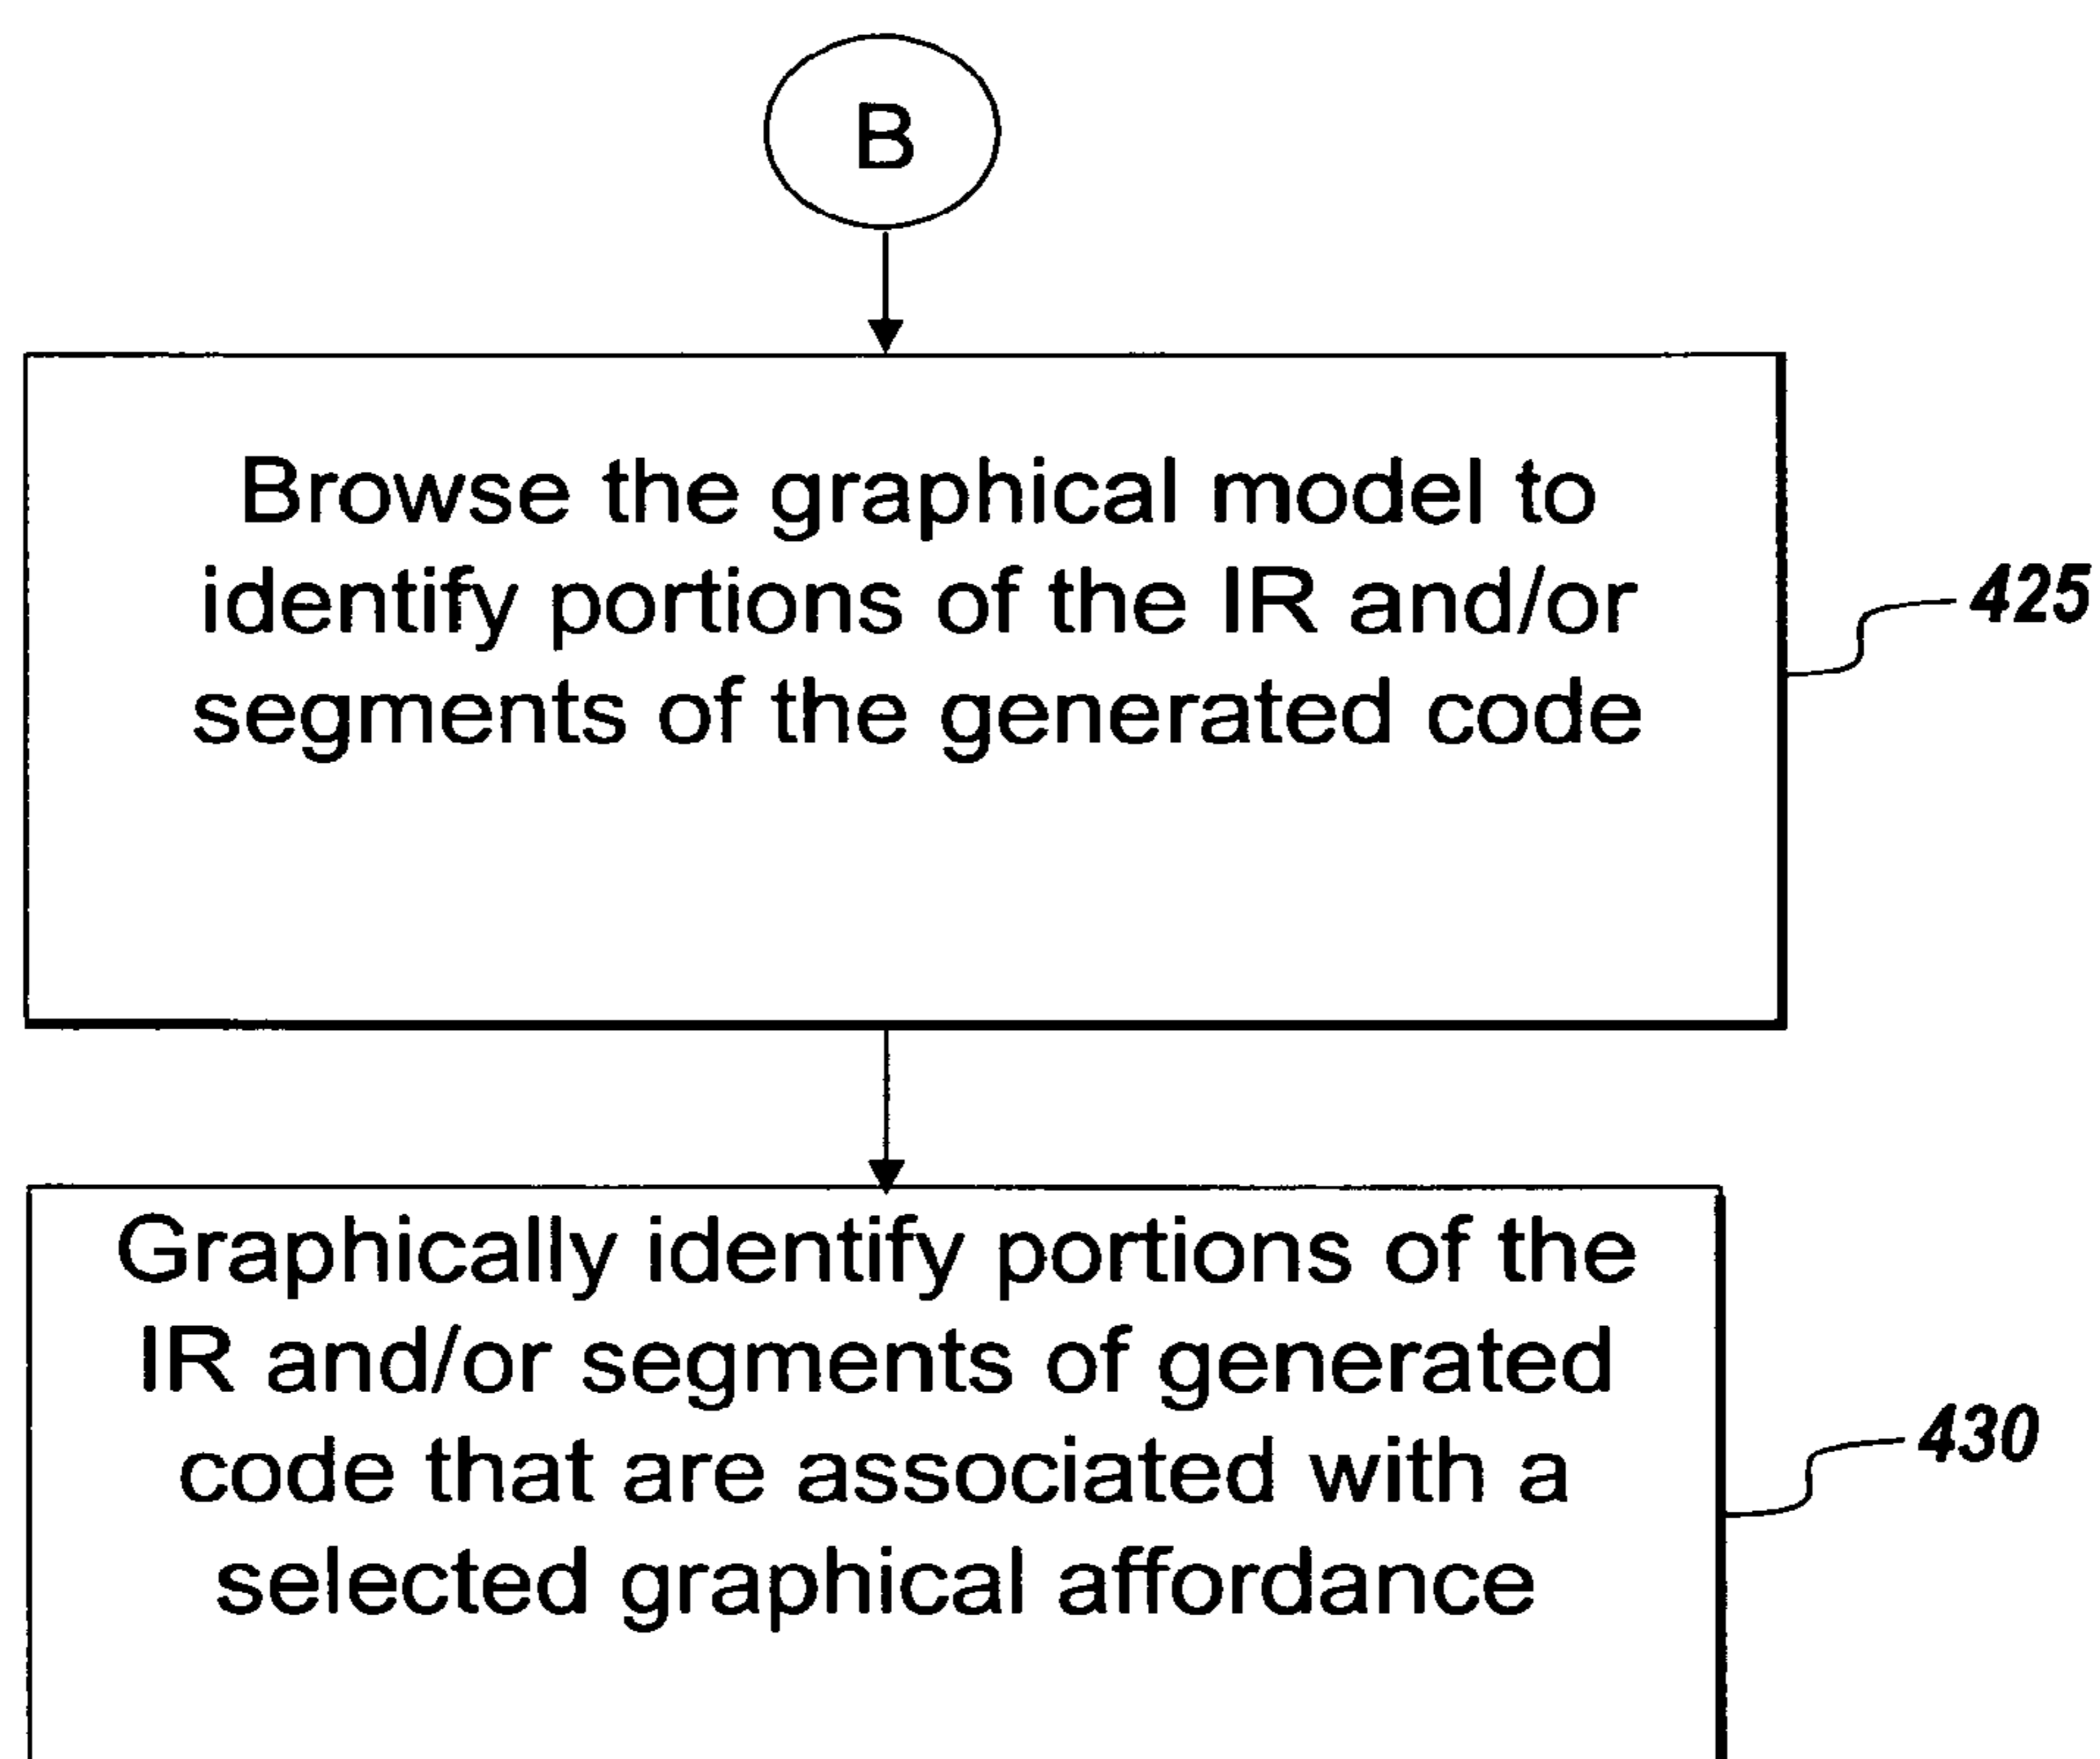 B
Browse the graphical model to
identify portions of the IR and/or
segments of the generated code
425
Graphically identify portions of the
IR and/or segments of generated
code that are associated with a
selected graphical affordance
430